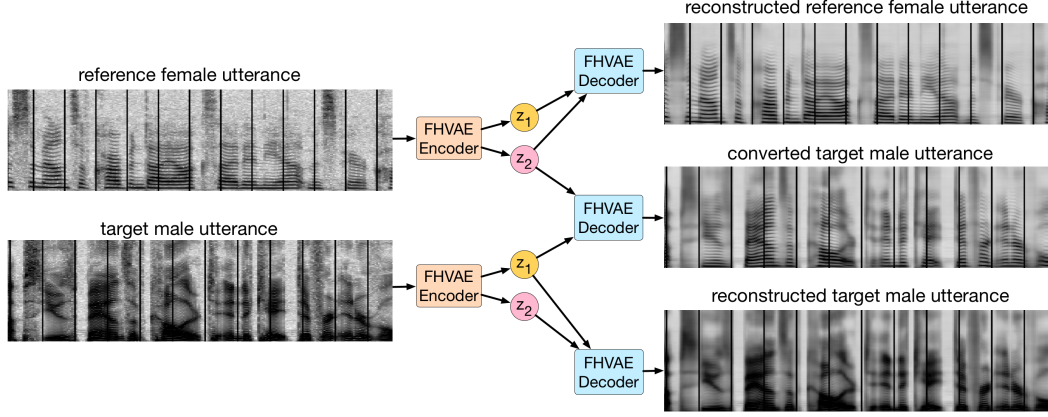 reconstructed reference female utterance
reference female utterance
FHVAE
Decoder
z1
FHVAE
Encoder
z2
converted target male utterance
FHVAE
Decoder
target male utterance
z1
FHVAE
Encoder
z2
reconstructed target male utterance
FHVAE
Decoder